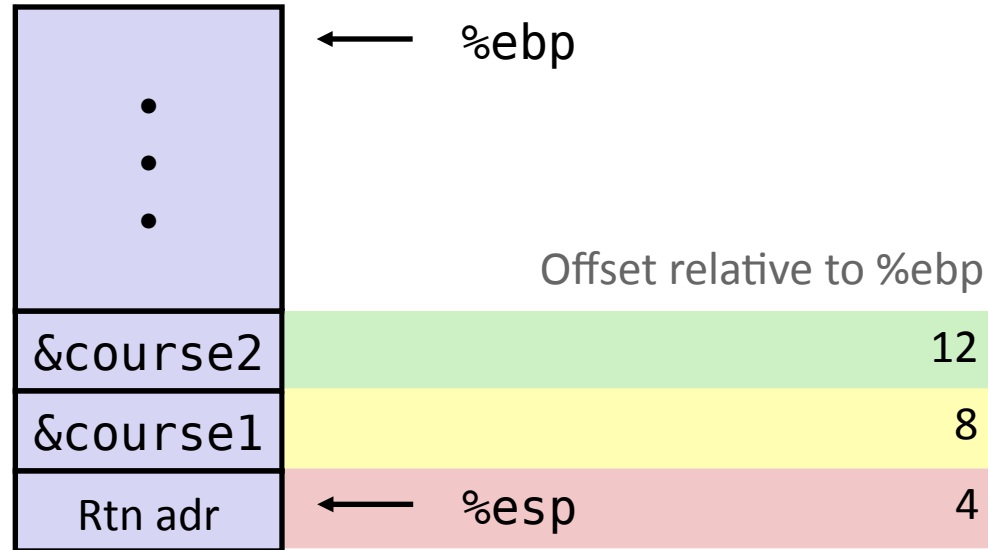 %ebp
Offset relative to %ebp
&course2 12
&course1 8
Rtn adr %esp 4